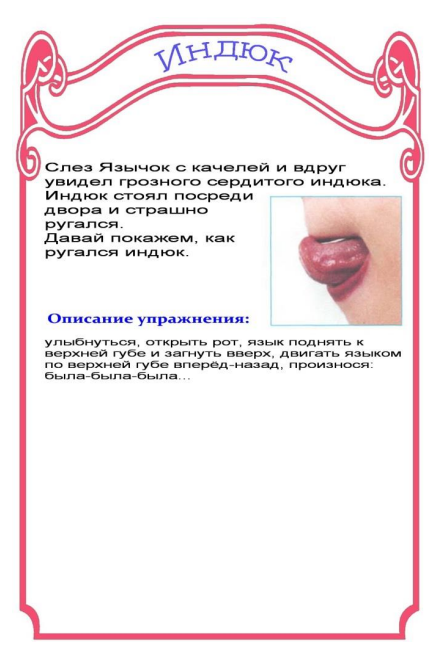 Индюк
Слез Язычок с качелей и вдруг
увидел грозного сердитого индюка.
Индюк стоял посреди
двора и страшно
ругался.
Давай покажем, как
ругался индюк.
Описание упражнения:
улыбнуться, открыть рот, язык поднять к
верхней губе и загнуть вверх, двигать языком
по верхней губе вперёд-назад, произнося:
была-была-была...